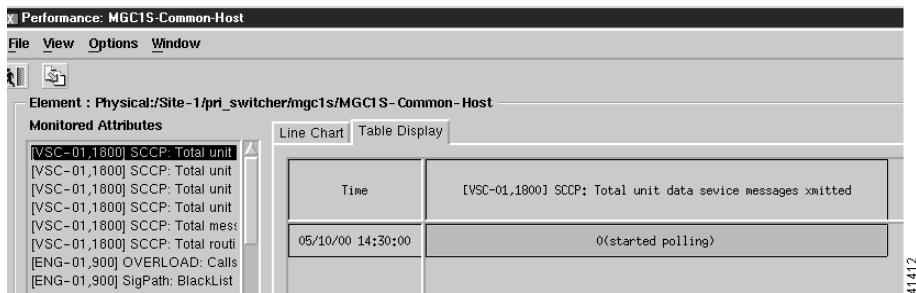 Performance: MGC1S-Common-Host
File View Options Window
Element : Physical:/Site-1/pri_switcher/mgc1s/MGC1S-Common-Host
Monitored Attributes
[VSC-01,1800] SCCP: Total unit
[VSC-01,1800] SCCP: Total unit
[VSC-01,1800] SCCP: Total unit
[VSC-01,1800] SCCP: Total unit
[VSC-01,1800] SCCP: Total mess
[VSC-01,1800] SCCP: Total routi
[ENG-01,900] OVERLOAD: Calls
[ENG-01,900] SigPath: BlackList
Line Chart Table Display
Time [VSC-01,1800] SCCP: Total unit data sevice messages xmitted
05/10/00 14:30:00 0(started polling)
41412